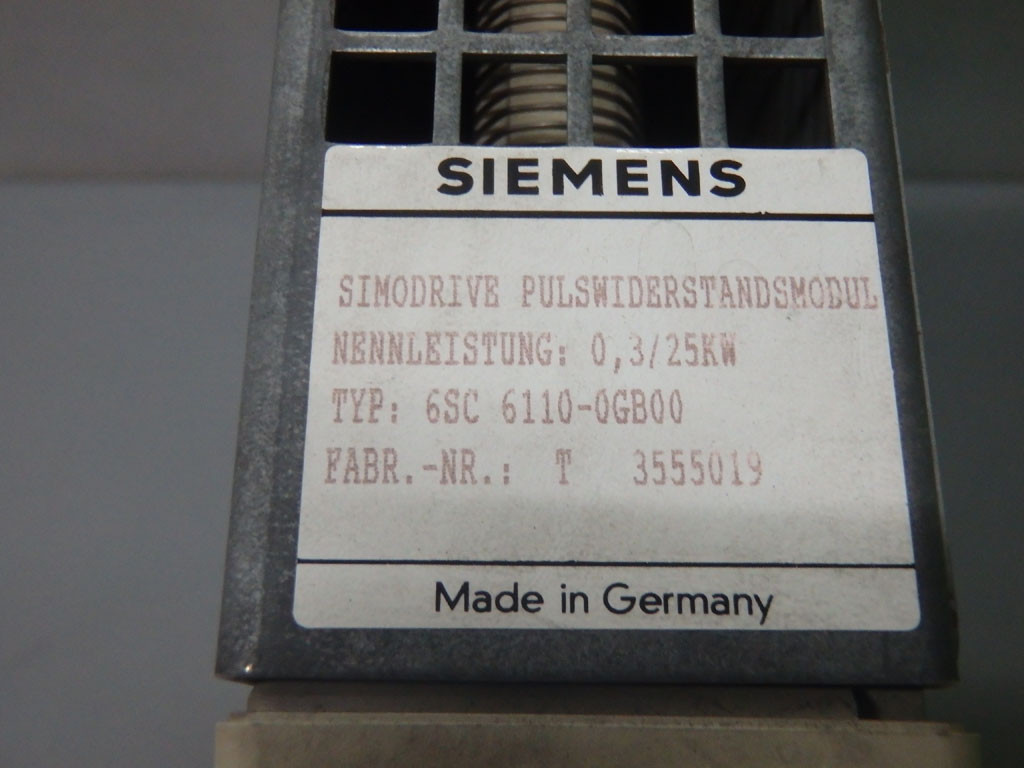 SIEMENS
SIMODRIVE PULSWIDERSTANDSMODUL
NENNLEISTUNG: 0,3/25KW
TYP: 6SC 6110-0GB00
FABR.-NR.: T 3555019
Made in Germany